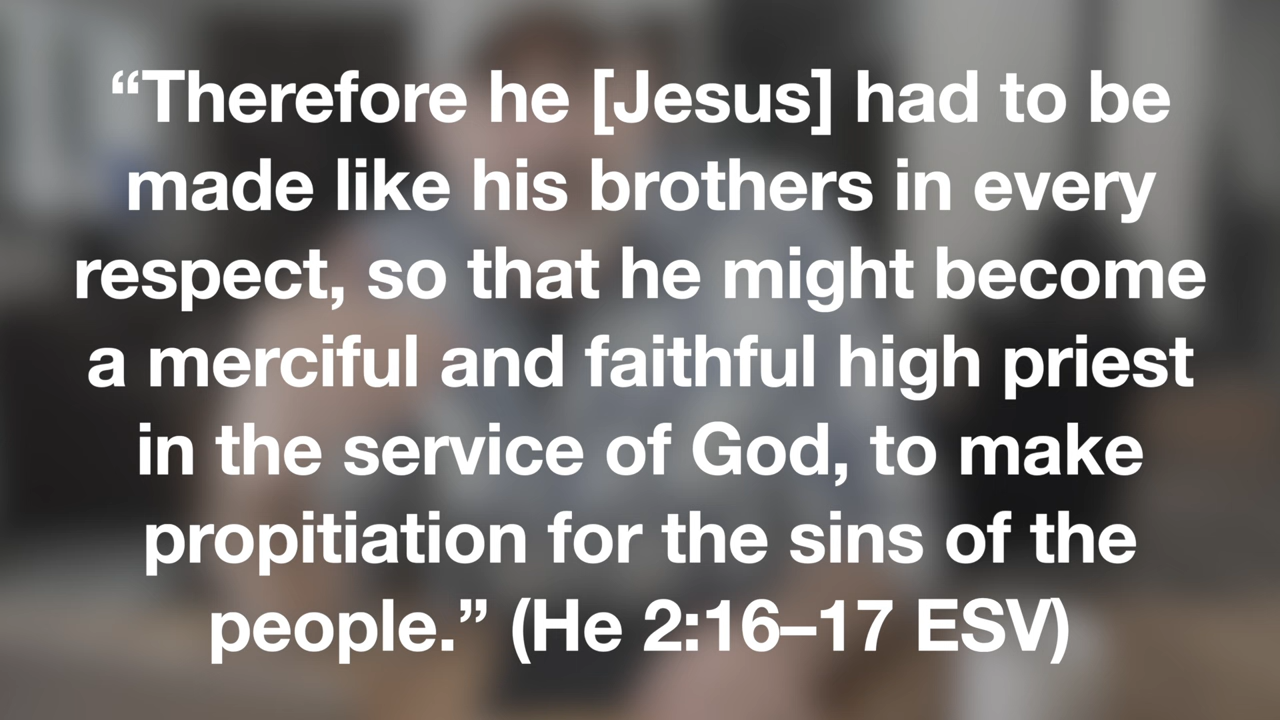 “Therefore he [Jesus] had to be
made like his brothers in every
respect, so that he might become
a merciful and faithful high priest
in the service of God, to make
propitiation for the sins of the
people.” (He 2:16–17 ESV)